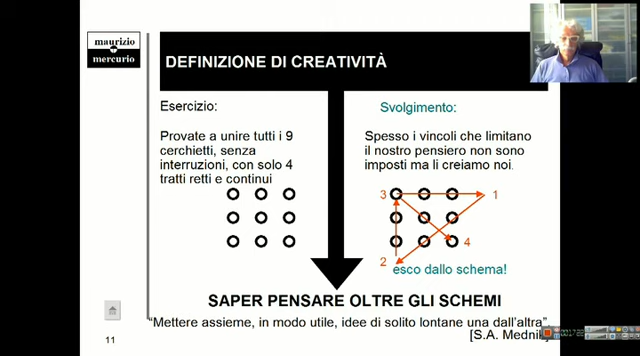 maurizio
mercurio
DEFINIZIONE DI CREATIVITÀ
Esercizio:
Provate a unire tutti i 9
cerchietti, senza
interruzioni, con solo 4
tratti retti e continui
Svolgimento:
Spesso i vincoli che limitano
il nostro pensiero non sono
imposti ma li creiamo noi.
3
1
4
2
esco dallo schema!
SAPER PENSARE OLTRE GLI SCHEMI
“Mettere assieme, in modo utile, idee di solito lontane una dall’altra”
[S.A. Medni
11